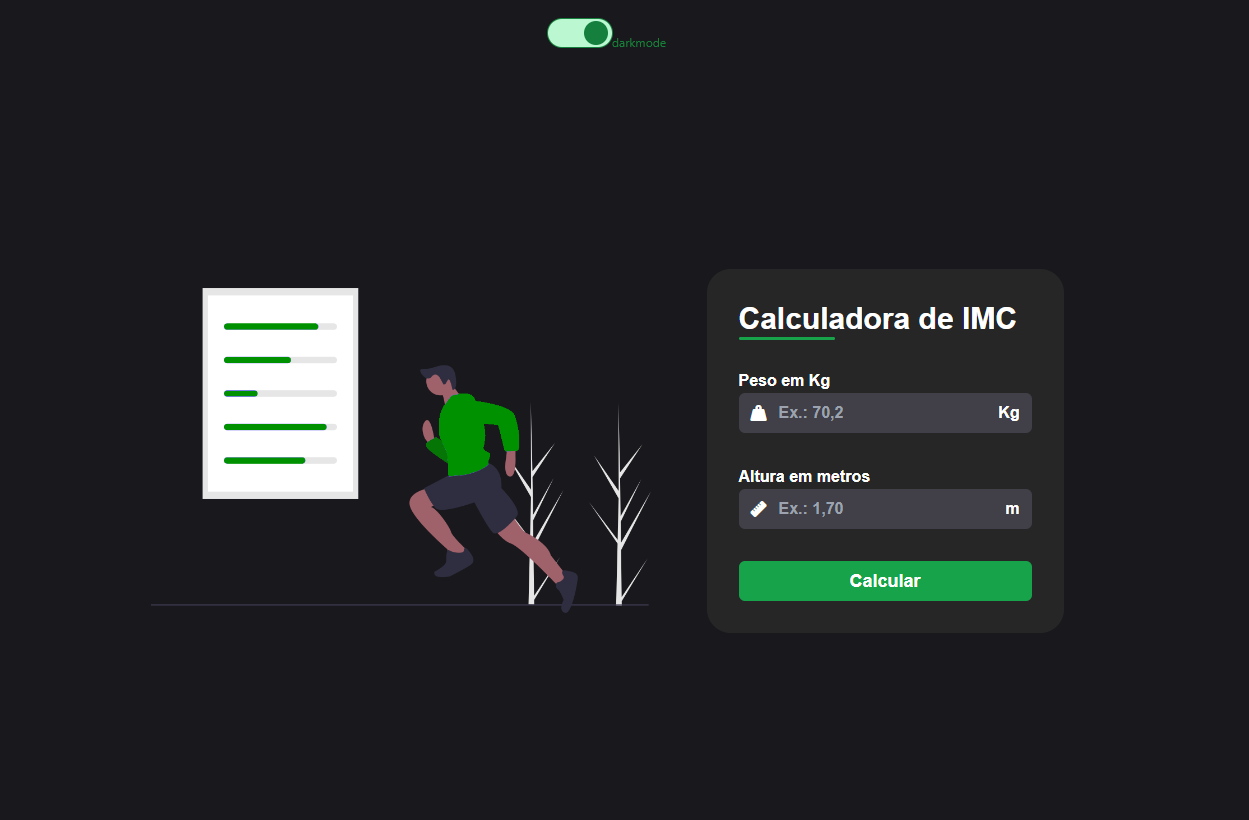 darkmode
Calculadora de IMC
Peso em Kg
Ex.: 70,2 Kg
Altura em metros
Ex.: 1,70 m
Calcular